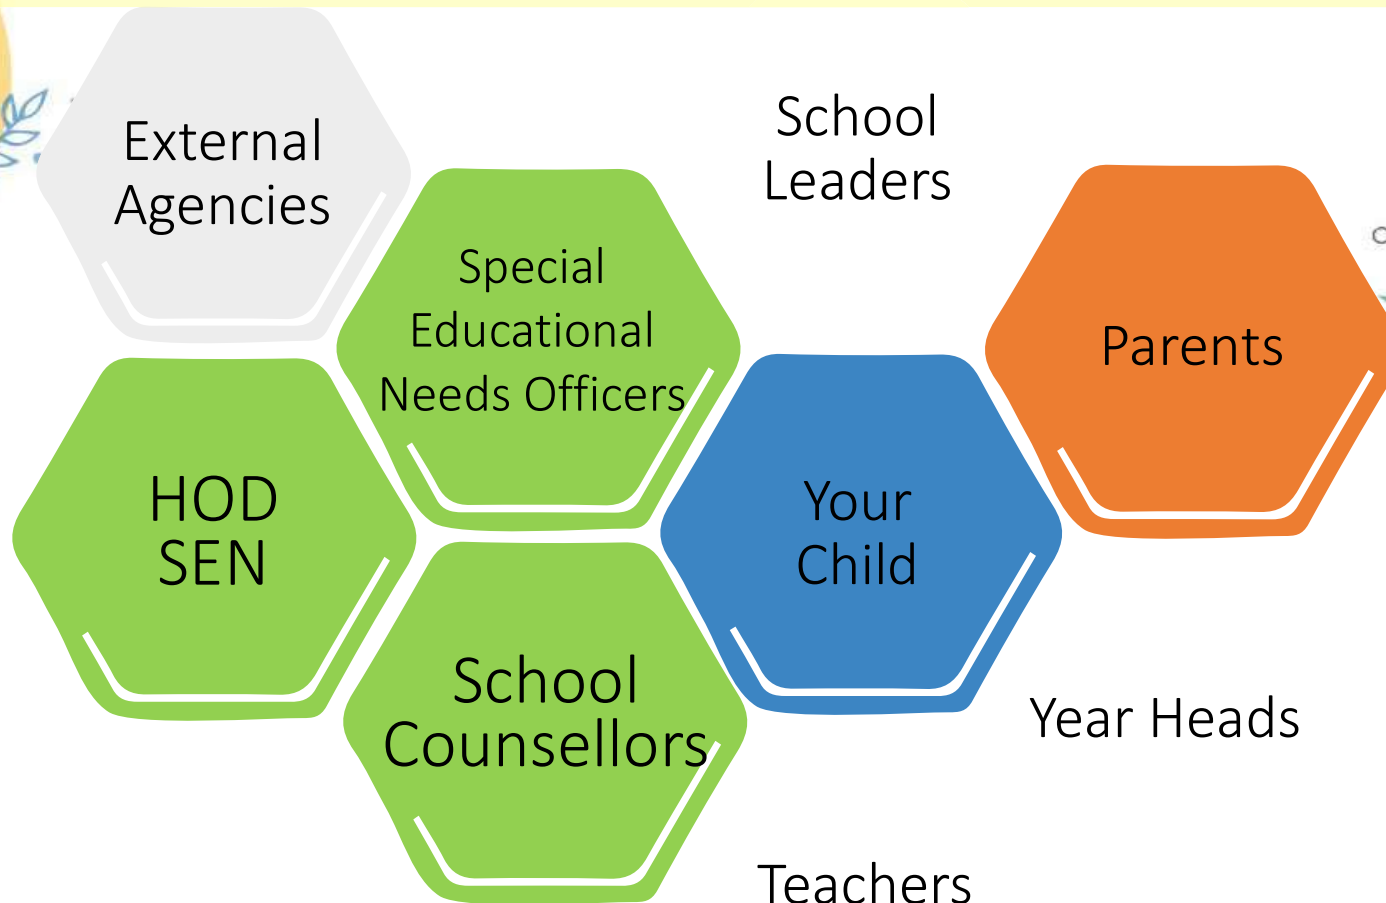 External
Agencies
School
Leaders
Special
Educational
Needs Officers
Parents
HOD
SEN
Your
Child
School
Counsellors
Year Heads
Teachers